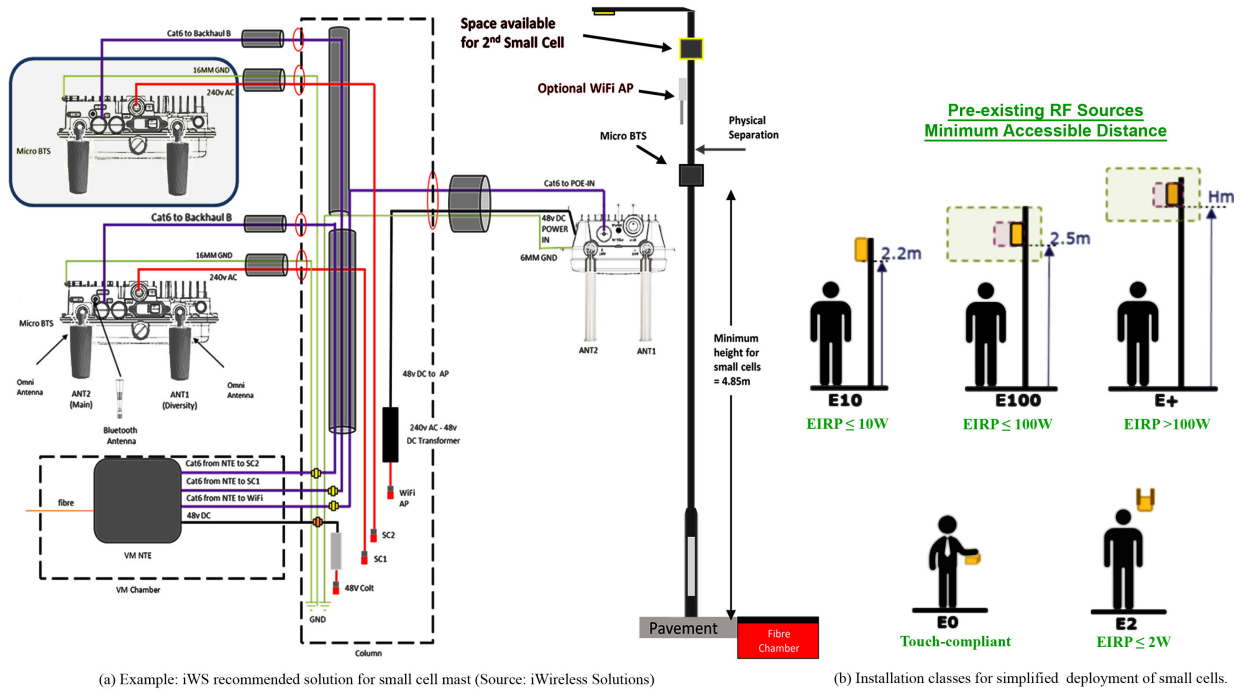 Cat6 to Backhaul B
16MM GND
240v AC
Micro BTS
Cat6 to Backhaul B
16MM GND
240v AC
Micro BTS
Omni
Antenna
ANT2
(Main)
Bluetooth
Antenna
ANT1
(Diversity)
Omni
Antenna
Cat6 from NTE to SC2
Cat6 from NTE to SC1
Cat6 from NTE to WiFi
48v DC
fibre
VM NTE
VM Chamber
GND
48V Colt
SC1
SC2
WiFi
AP
240v AC - 48v
DC Transformer
48v DC to AP
Column
Cat6 to POE-IN
48v DC
POWER
IN
6MM GND
ANT2
ANT1
Space available
for 2nd Small Cell
Optional WiFi AP
Physical
Separation
Micro BTS
Minimum
height for
small cells
= 4.85m
Pavement
Fibre
Chamber
Pre-existing RF Sources
Minimum Accessible Distance
2.2m
E10
EIRP ≤ 10W
2.5m
E100
EIRP ≤ 100W
Hm
E+
EIRP >100W
E0
Touch-compliant
E2
EIRP ≤ 2W
(a) Example: iWS recommended solution for small cell mast (Source: iWireless Solutions)
(b) Installation classes for simplified deployment of small cells.